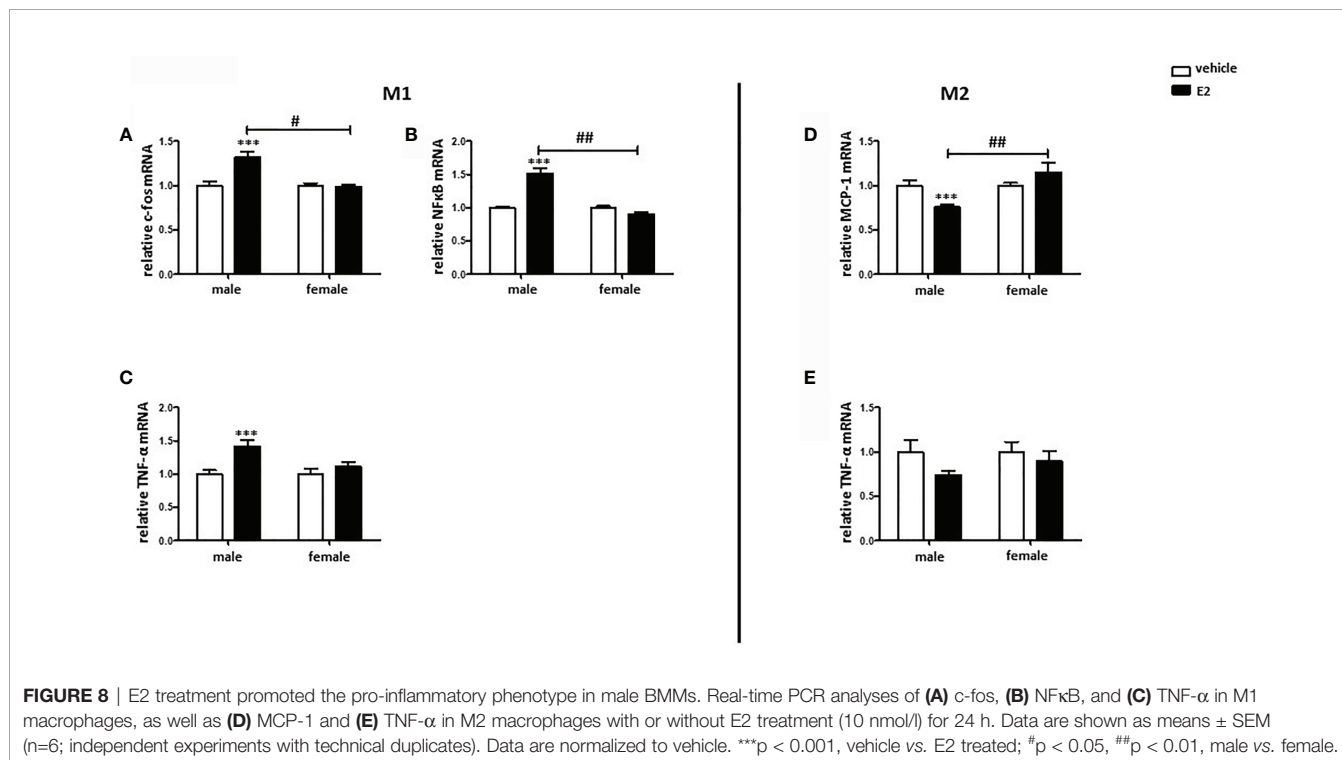 vehicle
E2
M1
M2
A
relative c-fos mRNA
1.5
1.0
0.5
0.0
***
#
male
female
B
relative NFκB mRNA
2.0
1.5
1.0
0.5
0.0
***
##
male
female
D
relative MCP-1 mRNA
1.5
1.0
0.5
0.0
***
##
male
female
C
relative TNF-α mRNA
2.0
1.5
1.0
0.5
0.0
***
male
female
E
relative TNF-α mRNA
1.5
1.0
0.5
0.0
male
female
FIGURE 8 | E2 treatment promoted the pro-inflammatory phenotype in male BMMs. Real-time PCR analyses of (A) c-fos, (B) NFκB, and (C) TNF-α in M1
macrophages, as well as (D) MCP-1 and (E) TNF-α in M2 macrophages with or without E2 treatment (10 nmol/l) for 24 h. Data are shown as means ± SEM
(n=6; independent experiments with technical duplicates). Data are normalized to vehicle. ***p < 0.001, vehicle vs. E2 treated; #p < 0.05, ##p < 0.01, male vs. female.